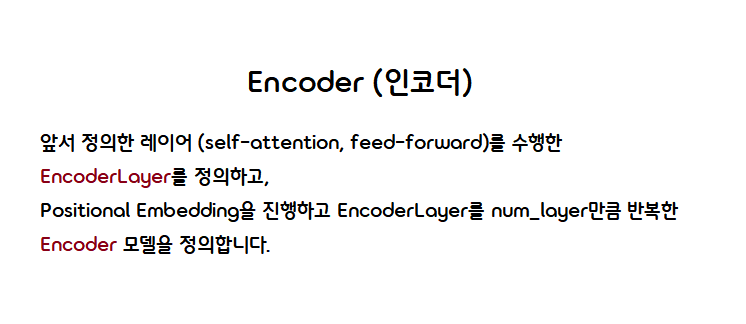 Encoder (인코더)
앞서 정의한 레이어 (self-attention, feed-forward)를 수행한
EncoderLayer를 정의하고,
Positional Embedding을 진행하고 EncoderLayer를 num_layer만큼 반복한
Encoder 모델을 정의합니다.